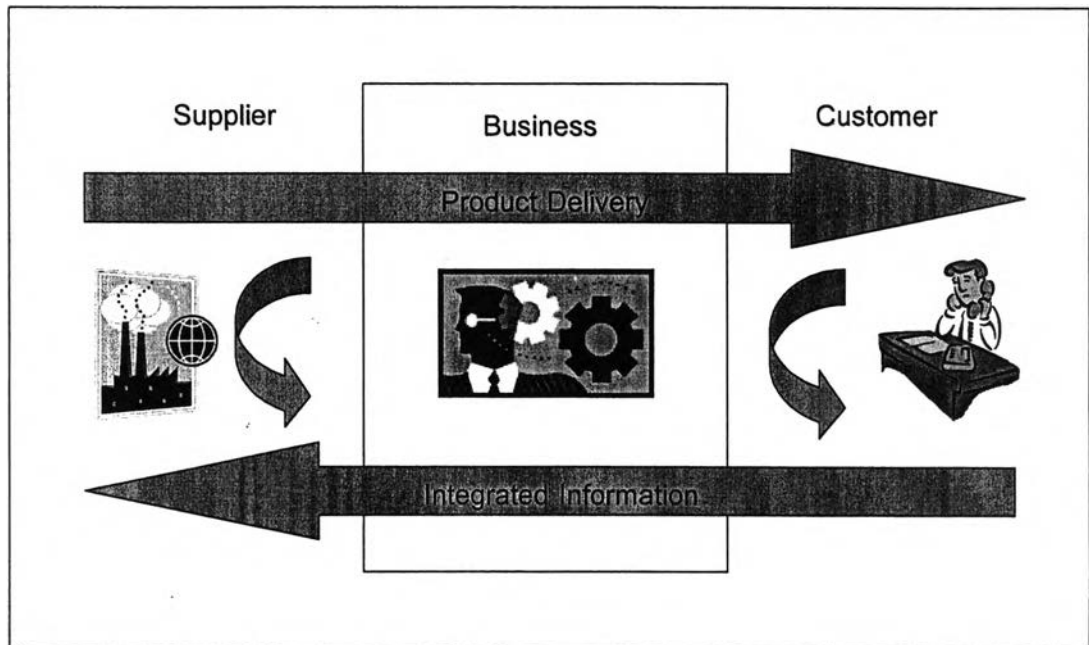 Supplier
Business
Customer
Product Delivery
Integrated Information